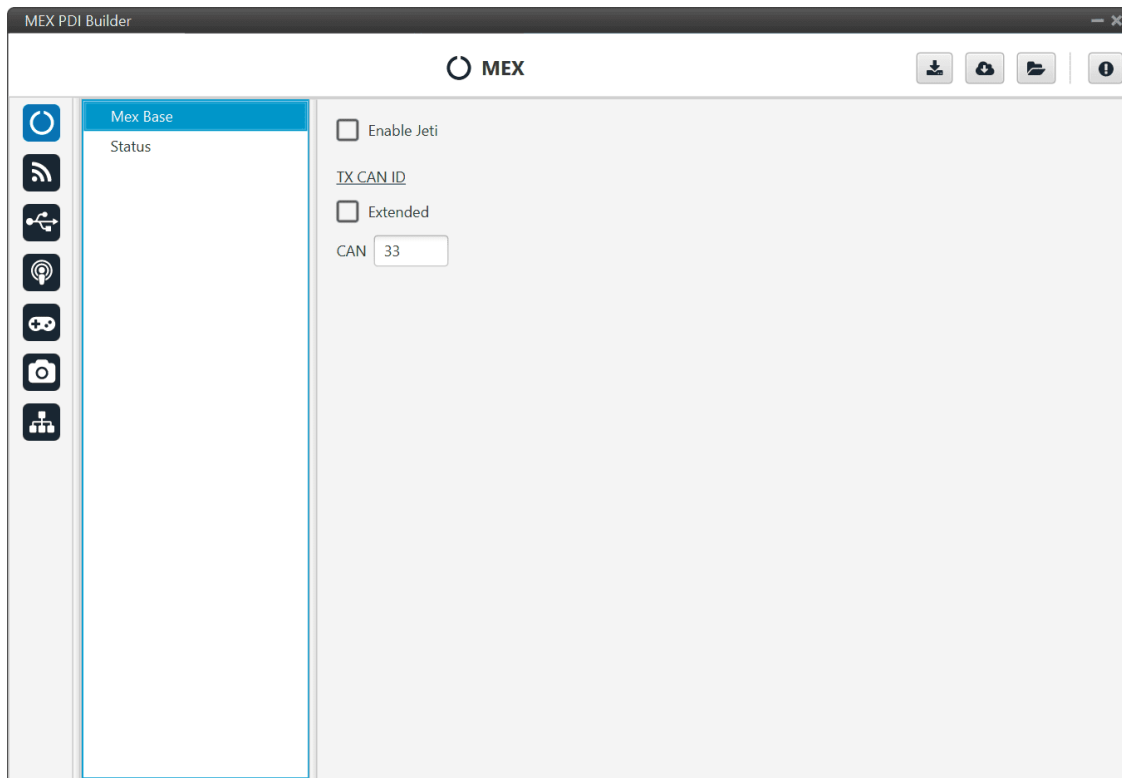 MEX PDI Builder
MEX
Mex Base
Status
Enable Jeti
TX CAN ID
Extended
CAN 33